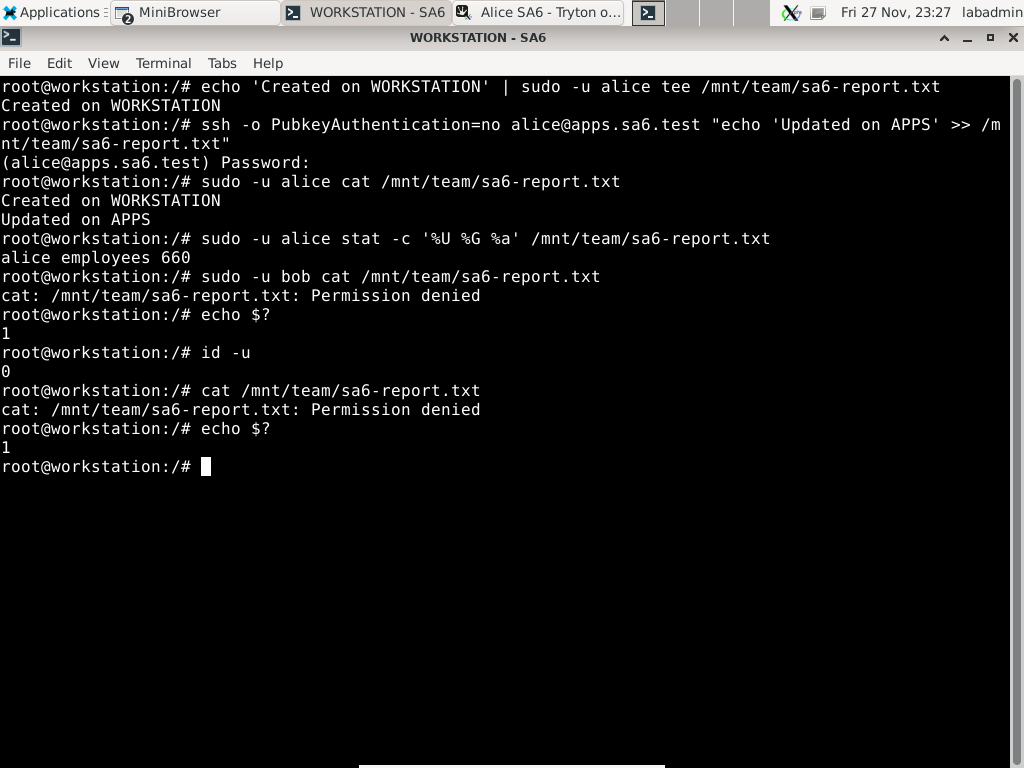 Applications
2
MiniBrowser
WORKSTATION - SA6
Alice SA6 - Tryton o...
Fri 27 Nov, 23:27
labadmin
WORKSTATION - SA6
File Edit View Terminal Tabs Help
root@workstation:/# echo 'Created on WORKSTATION' | sudo -u alice tee /mnt/team/sa6-report.txt
Created on WORKSTATION
root@workstation:/# ssh -o PubkeyAuthentication=no alice@apps.sa6.test "echo 'Updated on APPS' >> /m
nt/team/sa6-report.txt"
(alice@apps.sa6.test) Password:
root@workstation:/# sudo -u alice cat /mnt/team/sa6-report.txt
Created on WORKSTATION
Updated on APPS
root@workstation:/# sudo -u alice stat -c '%U %G %a' /mnt/team/sa6-report.txt
alice employees 660
root@workstation:/# sudo -u bob cat /mnt/team/sa6-report.txt
cat: /mnt/team/sa6-report.txt: Permission denied
root@workstation:/# echo $?
1
root@workstation:/# id -u
0
root@workstation:/# cat /mnt/team/sa6-report.txt
cat: /mnt/team/sa6-report.txt: Permission denied
root@workstation:/# echo $?
1
root@workstation:/#